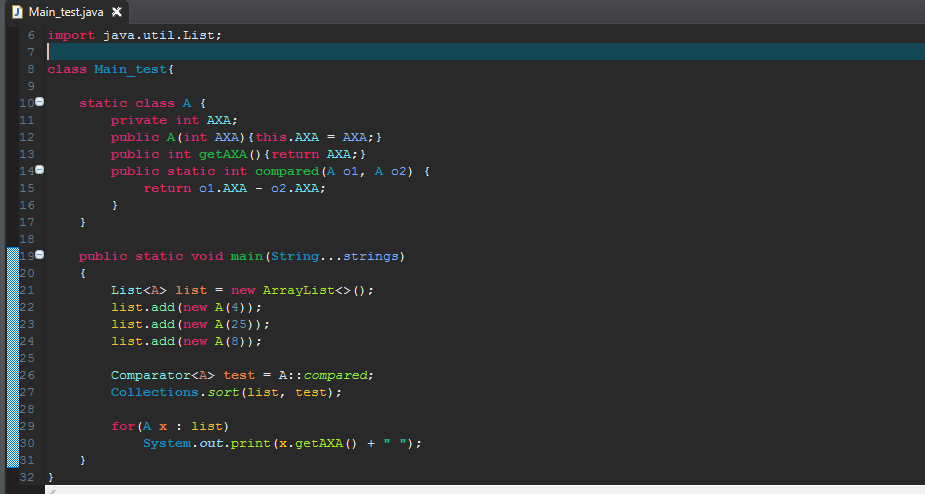 Main_test.java
6 import java.util.List;
7
8 class Main_test{
9
10     static class A {
11         private int AXA;
12         public A(int AXA){this.AXA = AXA;}
13         public int getAXA(){return AXA;}
14         public static int compared(A o1, A o2) {
15             return o1.AXA - o2.AXA;
16         }
17     }
18
19     public static void main(String...strings)
20     {
21         List<A> list = new ArrayList<>();
22         list.add(new A(4));
23         list.add(new A(25));
24         list.add(new A(8));
25
26         Comparator<A> test = A::compared;
27         Collections.sort(list, test);
28
29         for(A x : list)
30             System.out.print(x.getAXA() + " ");
31     }
32 }